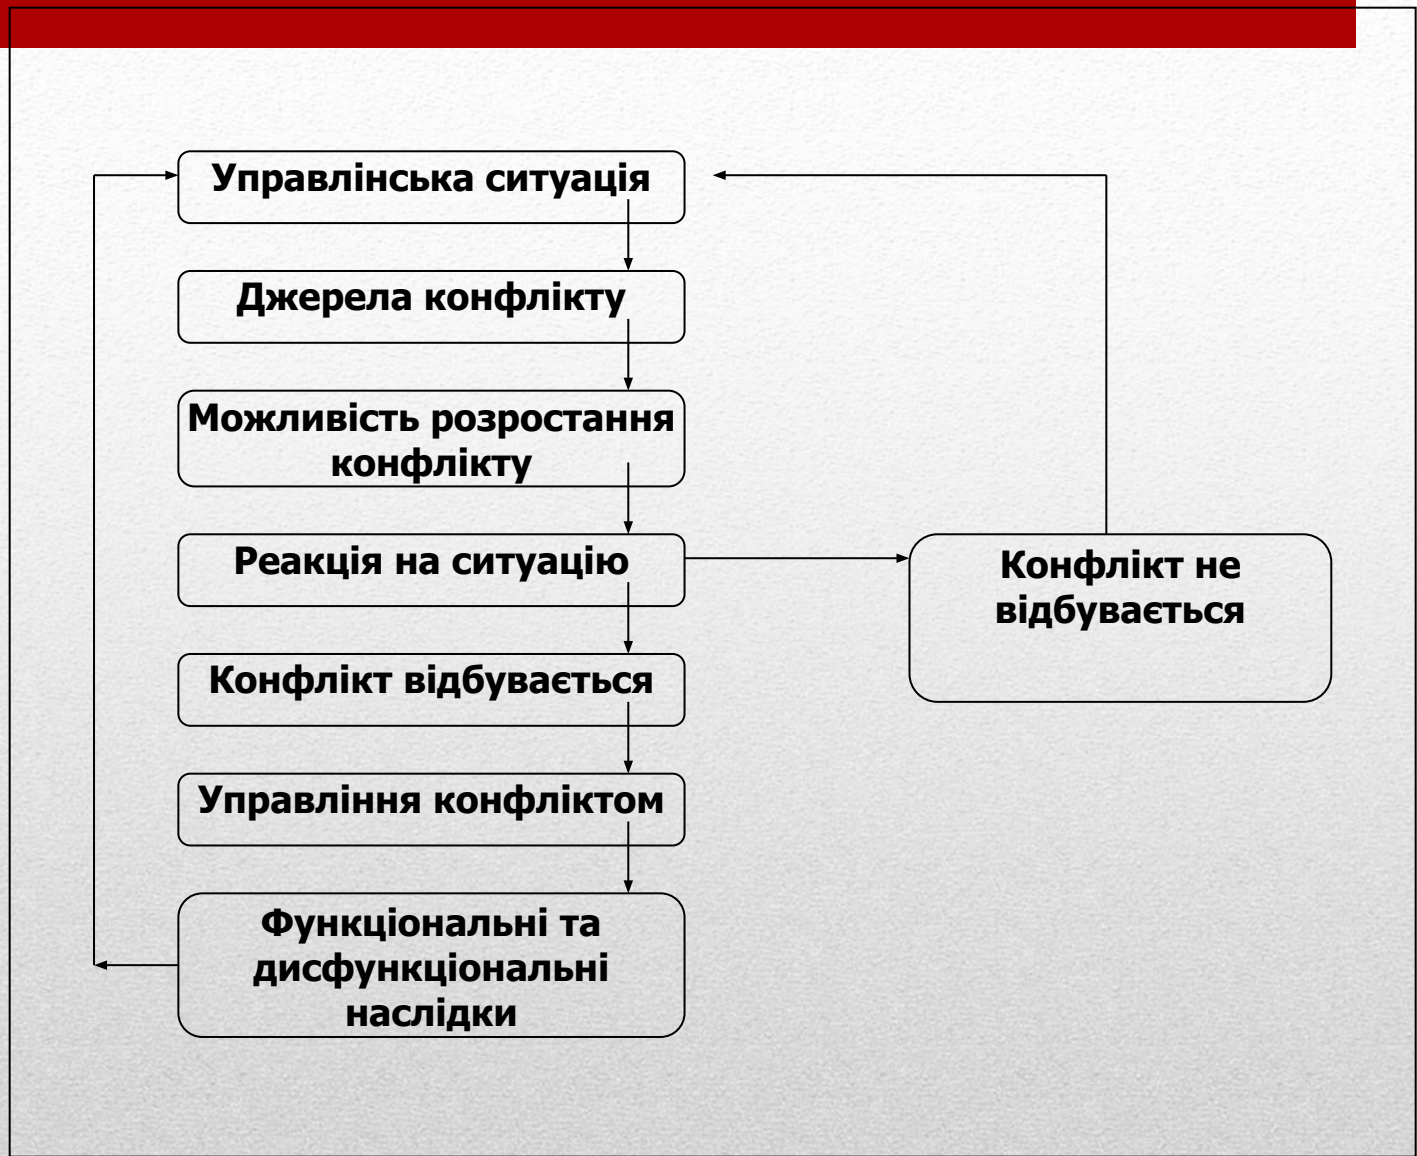 Управлінська ситуація
Джерела конфлікту
Можливість розростання
конфлікту
Реакція на ситуацію
Конфлікт не
відбувається
Конфлікт відбувається
Управління конфліктом
Функціональні та
дисфункціональні
наслідки